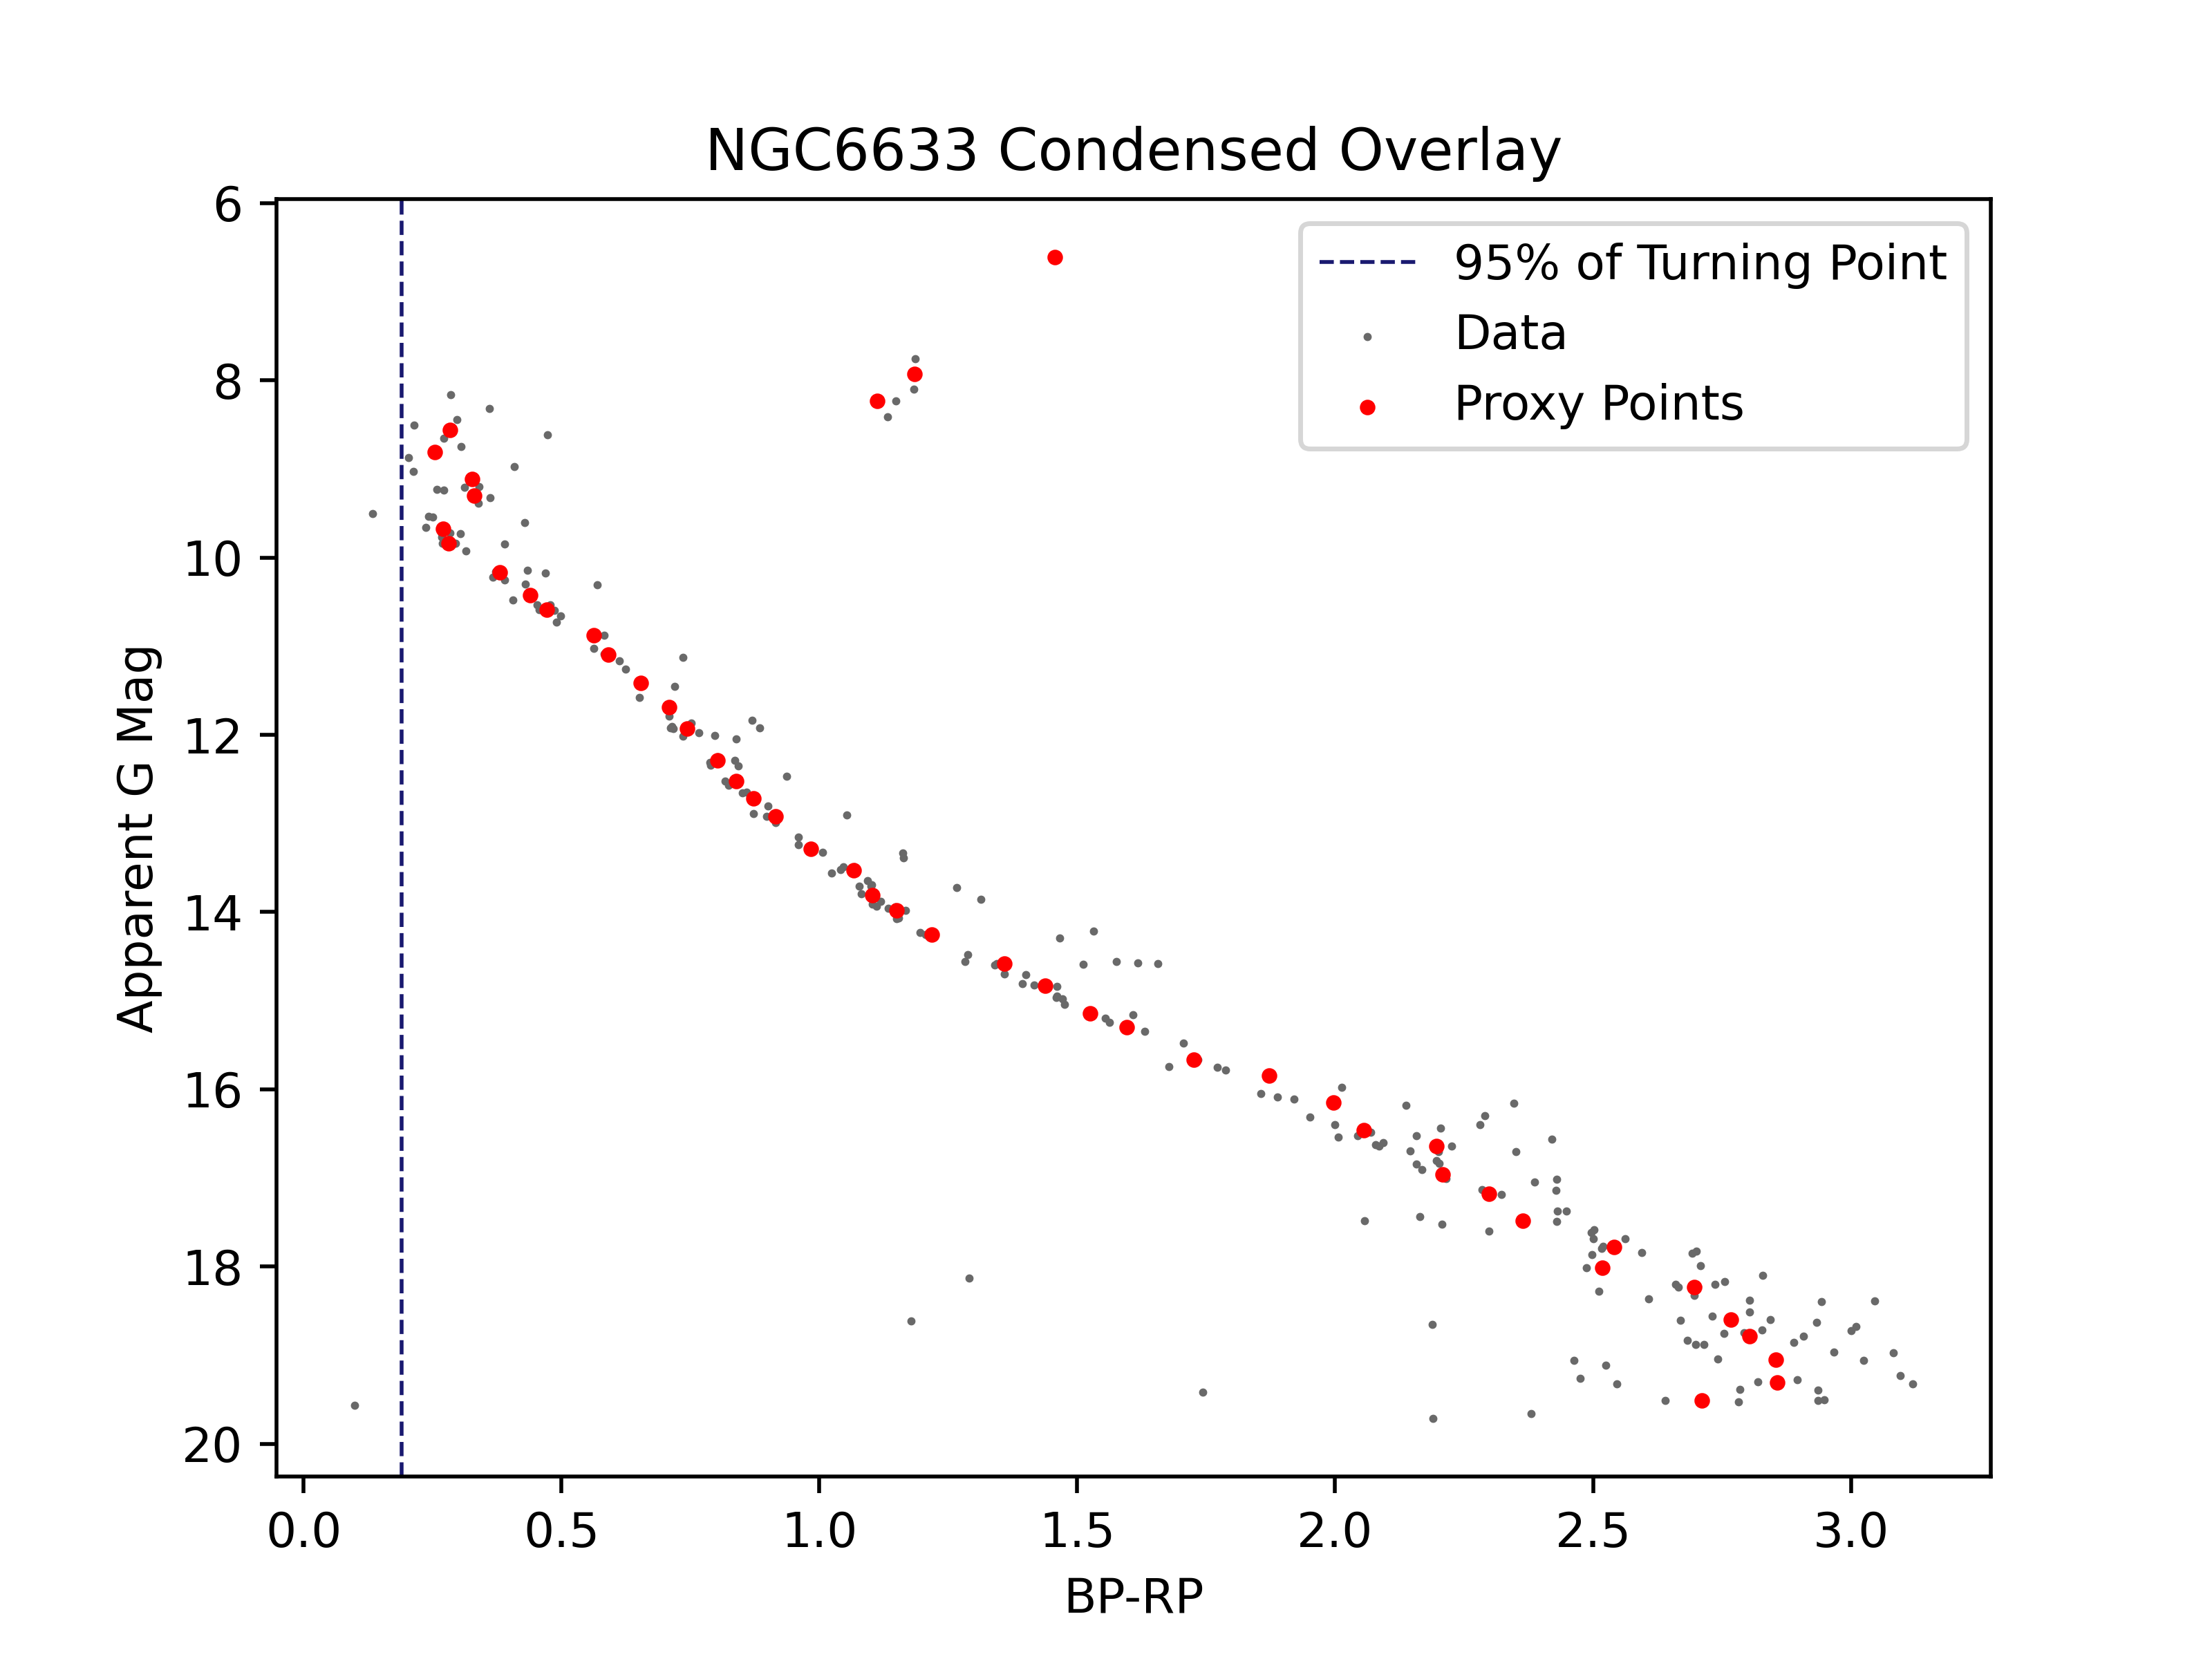 NGC6633 Condensed Overlay
6
8
10
12
14
16
18
20
Apparent G Mag
95% of Turning Point
Data
Proxy Points
0.0 0.5 1.0 1.5 2.0 2.5 3.0
BP-RP